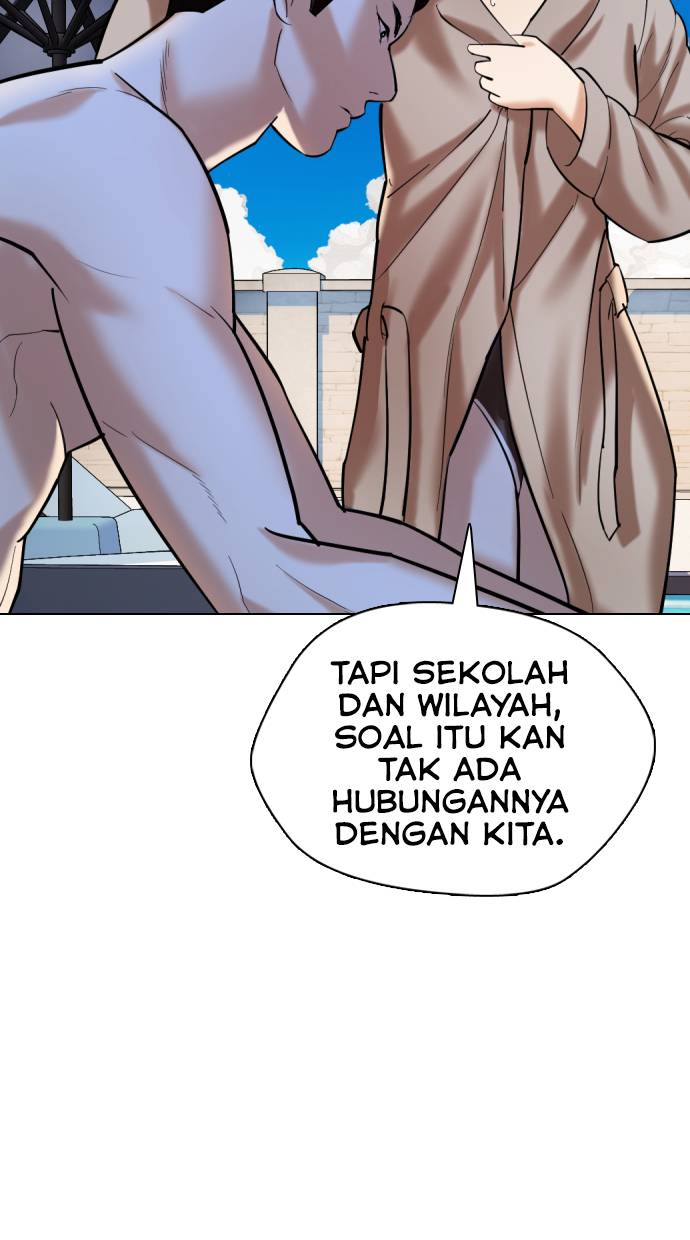 TAPI SEKOLAH
DAN WILAYAH,
SOAL ITU KAN
TAK ADA
HUBUNGANNYA
DENGAN KITA.